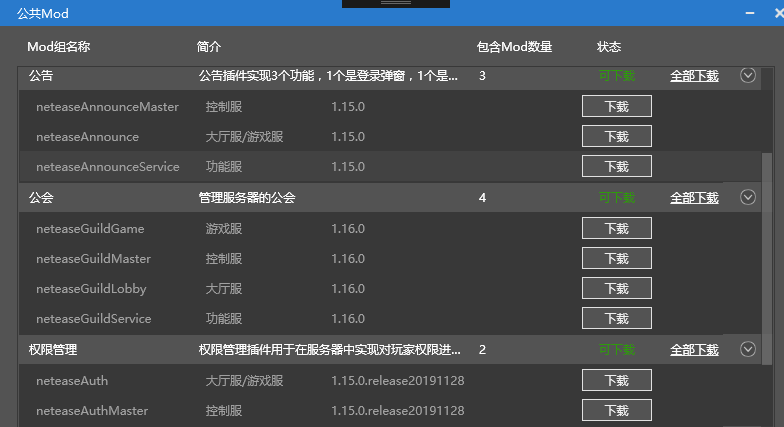 公共Mod
Mod组名称 简介 包含Mod数量 状态
公告 公告插件实现3个功能，1个是登录弹窗，1个是... 3 可下载 全部下载
neteaseAnnounceMaster 控制服 1.15.0 下载
neteaseAnnounce 大厅服/游戏服 1.15.0 下载
neteaseAnnounceService 功能服 1.15.0 下载
公会 管理服务器的公会 4 可下载 全部下载
neteaseGuildGame 游戏服 1.16.0 下载
neteaseGuildMaster 控制服 1.16.0 下载
neteaseGuildLobby 大厅服 1.16.0 下载
neteaseGuildService 功能服 1.16.0 下载
权限管理 权限管理插件用于在服务器中实现对玩家权限进... 2 可下载 全部下载
neteaseAuth 大厅服/游戏服 1.15.0.release20191128 下载
neteaseAuthMaster 控制服 1.15.0.release20191128 下载